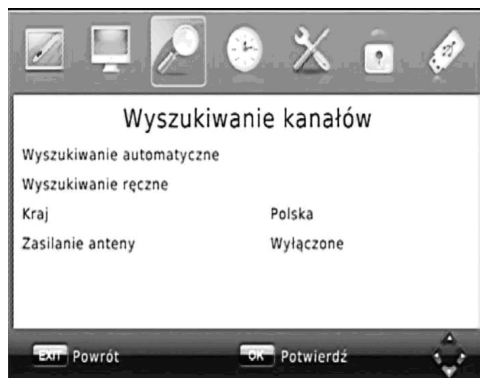 Wyszukiwanie kanałów
Wyszukiwanie automatyczne
Wyszukiwanie ręczne
Kraj Polska
Zasilanie anteny Wyłączone
EXIT Powrót OK Potwierdź